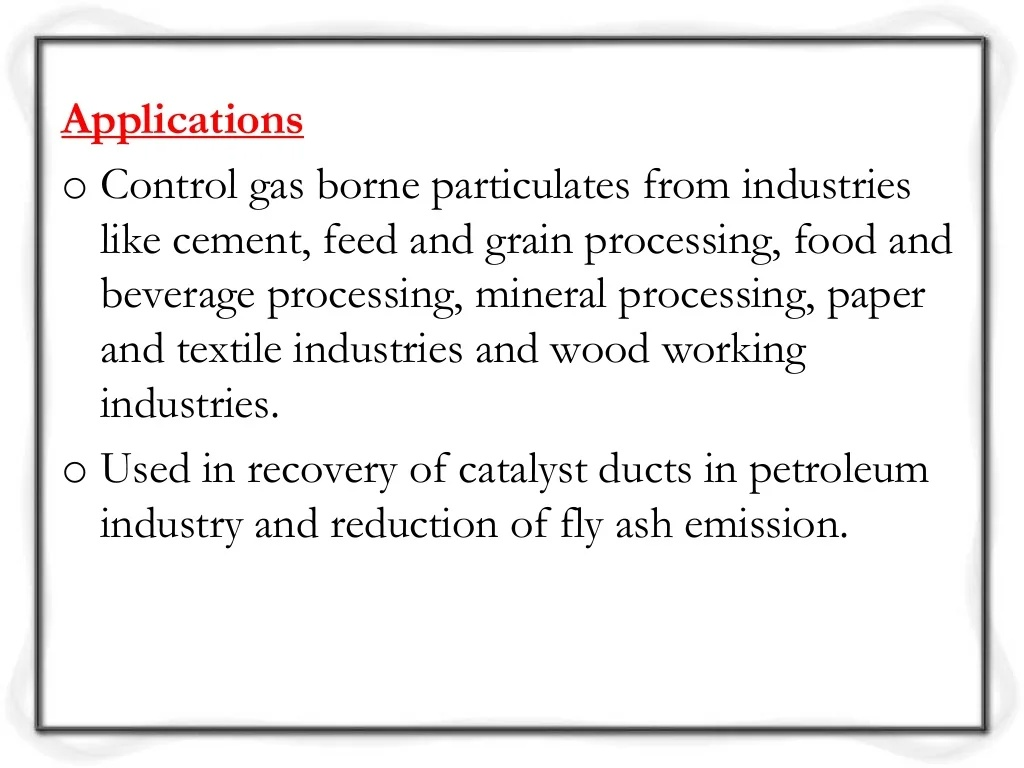 Applications
o Control gas borne particulates from industries
like cement, feed and grain processing, food and
beverage processing, mineral processing, paper
and textile industries and wood working
industries.
o Used in recovery of catalyst ducts in petroleum
industry and reduction of fly ash emission.